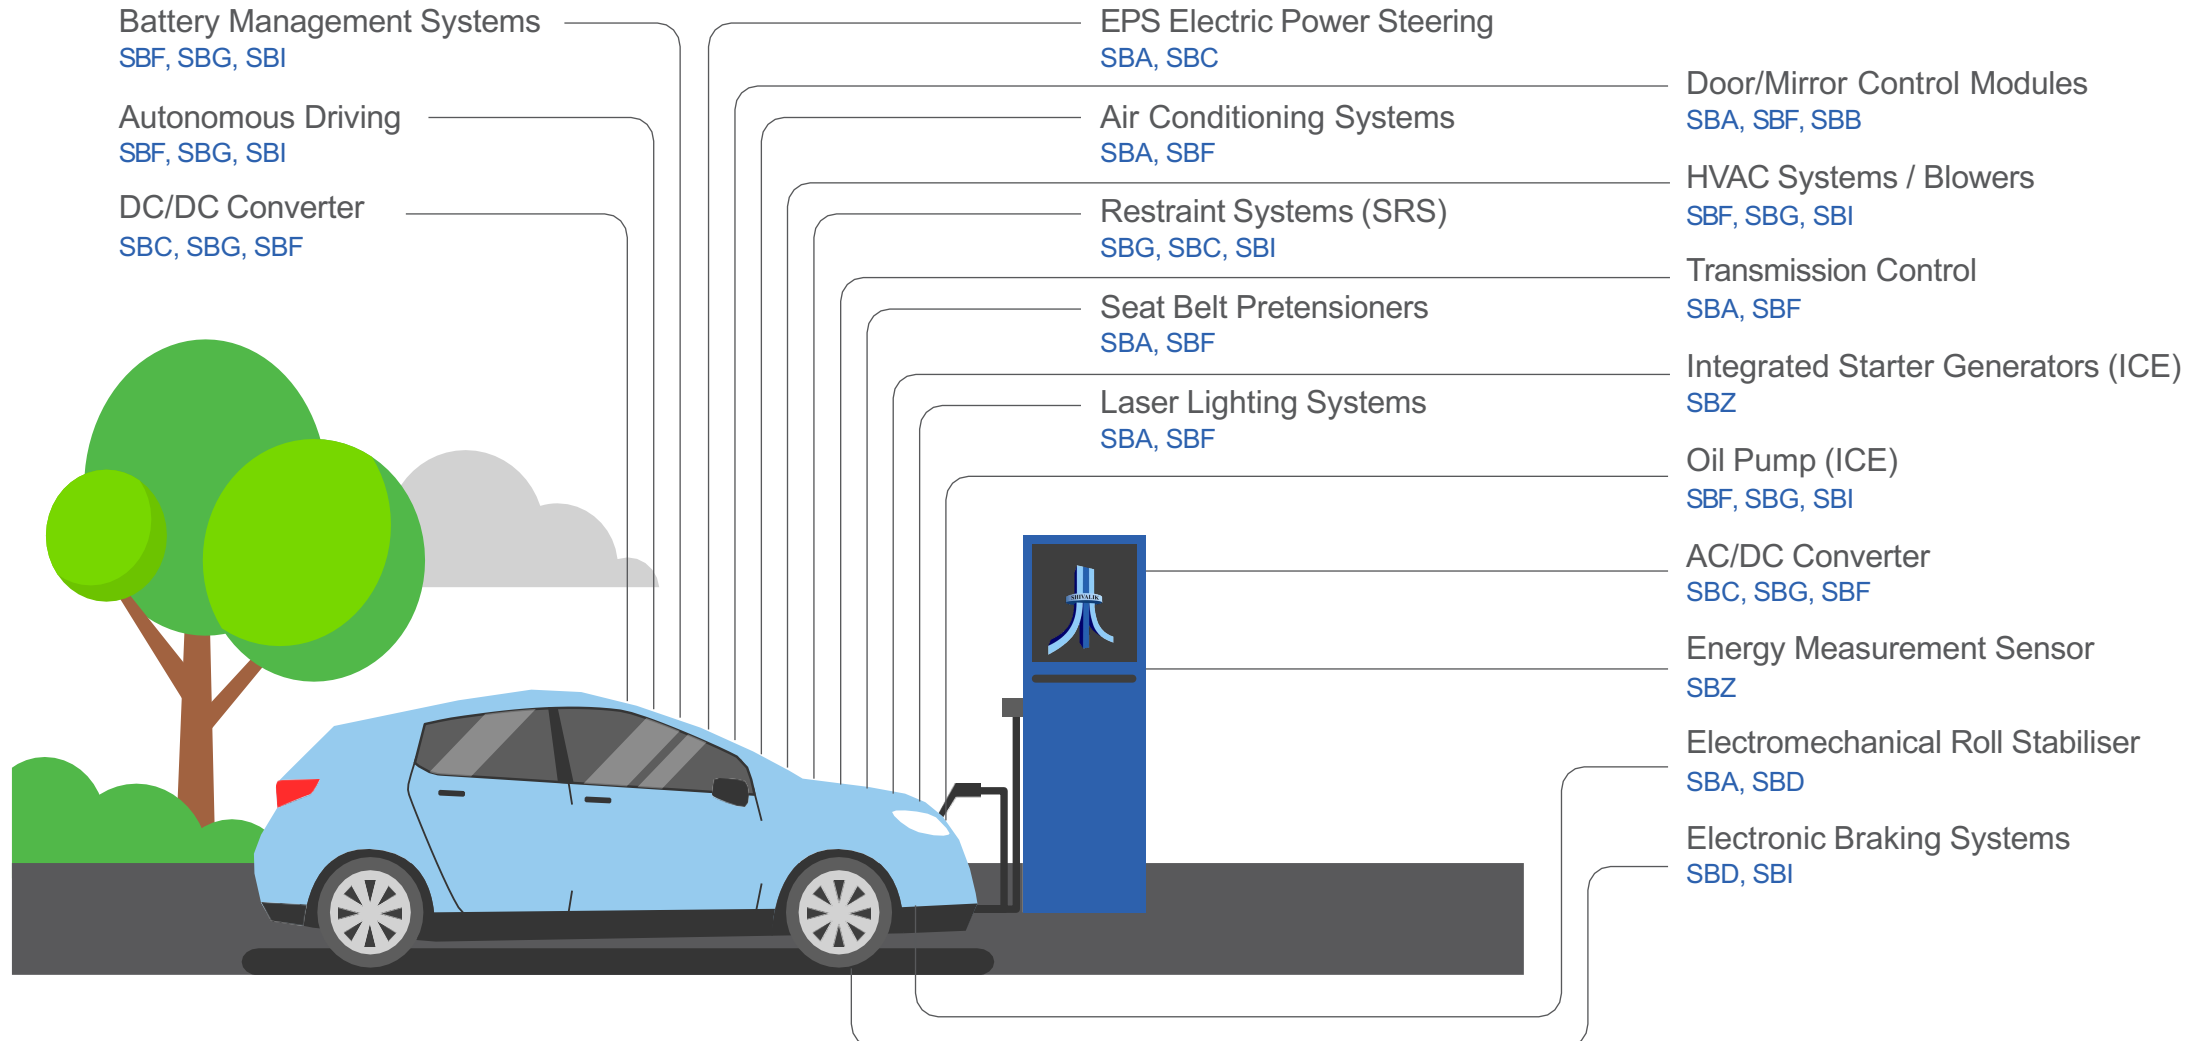 Battery Management Systems
SBF, SBG, SBI
Autonomous Driving
SBF, SBG, SBI
DC/DC Converter
SBC, SBG, SBF
EPS Electric Power Steering
SBA, SBC
Air Conditioning Systems
SBA, SBF
Restraint Systems (SRS)
SBG, SBC, SBI
Seat Belt Pretensioners
SBA, SBF
Laser Lighting Systems
SBA, SBF
Door/Mirror Control Modules
SBA, SBF, SBB
HVAC Systems / Blowers
SBF, SBG, SBI
Transmission Control
SBA, SBF
Integrated Starter Generators (ICE)
SBZ
Oil Pump (ICE)
SBF, SBG, SBI
AC/DC Converter
SBC, SBG, SBF
Energy Measurement Sensor
SBZ
Electromechanical Roll Stabiliser
SBA, SBD
Electronic Braking Systems
SBD, SBI
SHIVALIK